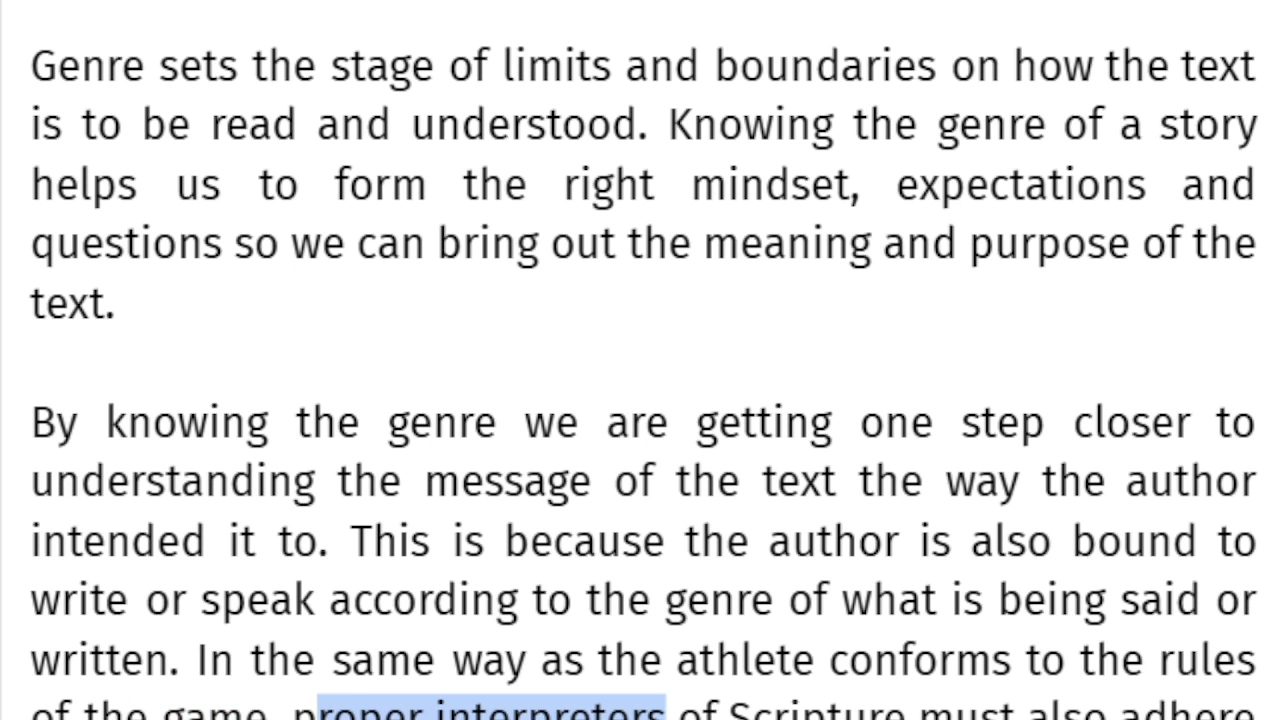 Genre sets the stage of limits and boundaries on how the text
is to be read and understood. Knowing the genre of a story
helps us to form the right mindset, expectations and
questions so we can bring out the meaning and purpose of the
text.
By knowing the genre we are getting one step closer to
understanding the message of the text the way the author
intended it to. This is because the author is also bound to
write or speak according to the genre of what is being said or
written. In the same way as the athlete conforms to the rules
of the game, proper interpreters of Scripture must also adhere